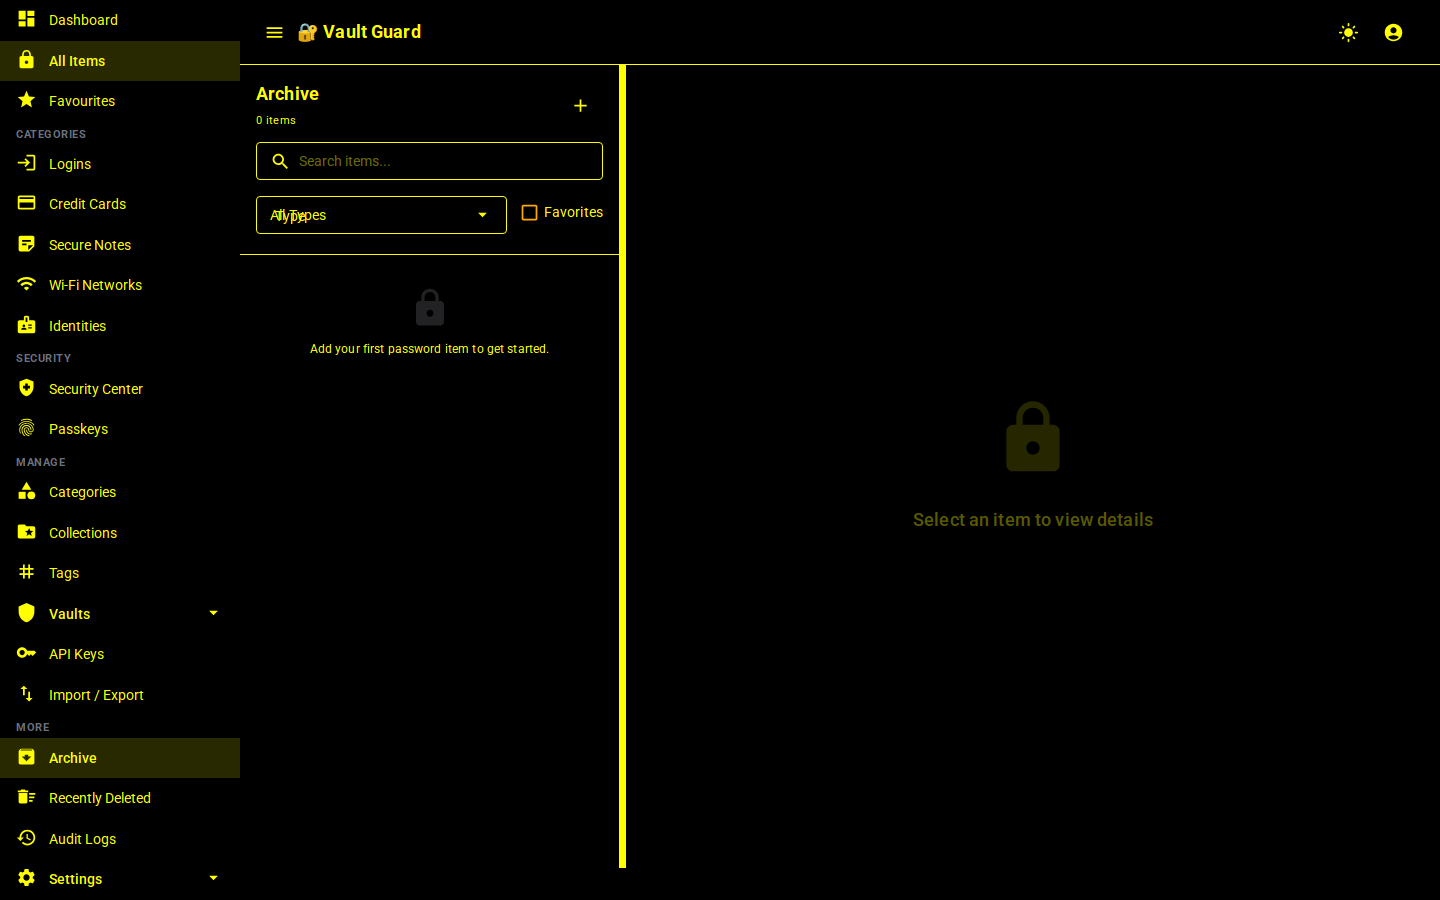 Dashboard
All Items
Favourites
CATEGORIES
Logins
Credit Cards
Secure Notes
Wi-Fi Networks
Identities
SECURITY
Security Center
Passkeys
MANAGE
Categories
Collections
Tags
Vaults
API Keys
Import / Export
MORE
Archive
Recently Deleted
Audit Logs
Settings
Vault Guard
Archive
0 items
Search items...
All Types
Type
Favorites
Add your first password item to get started.
Select an item to view details